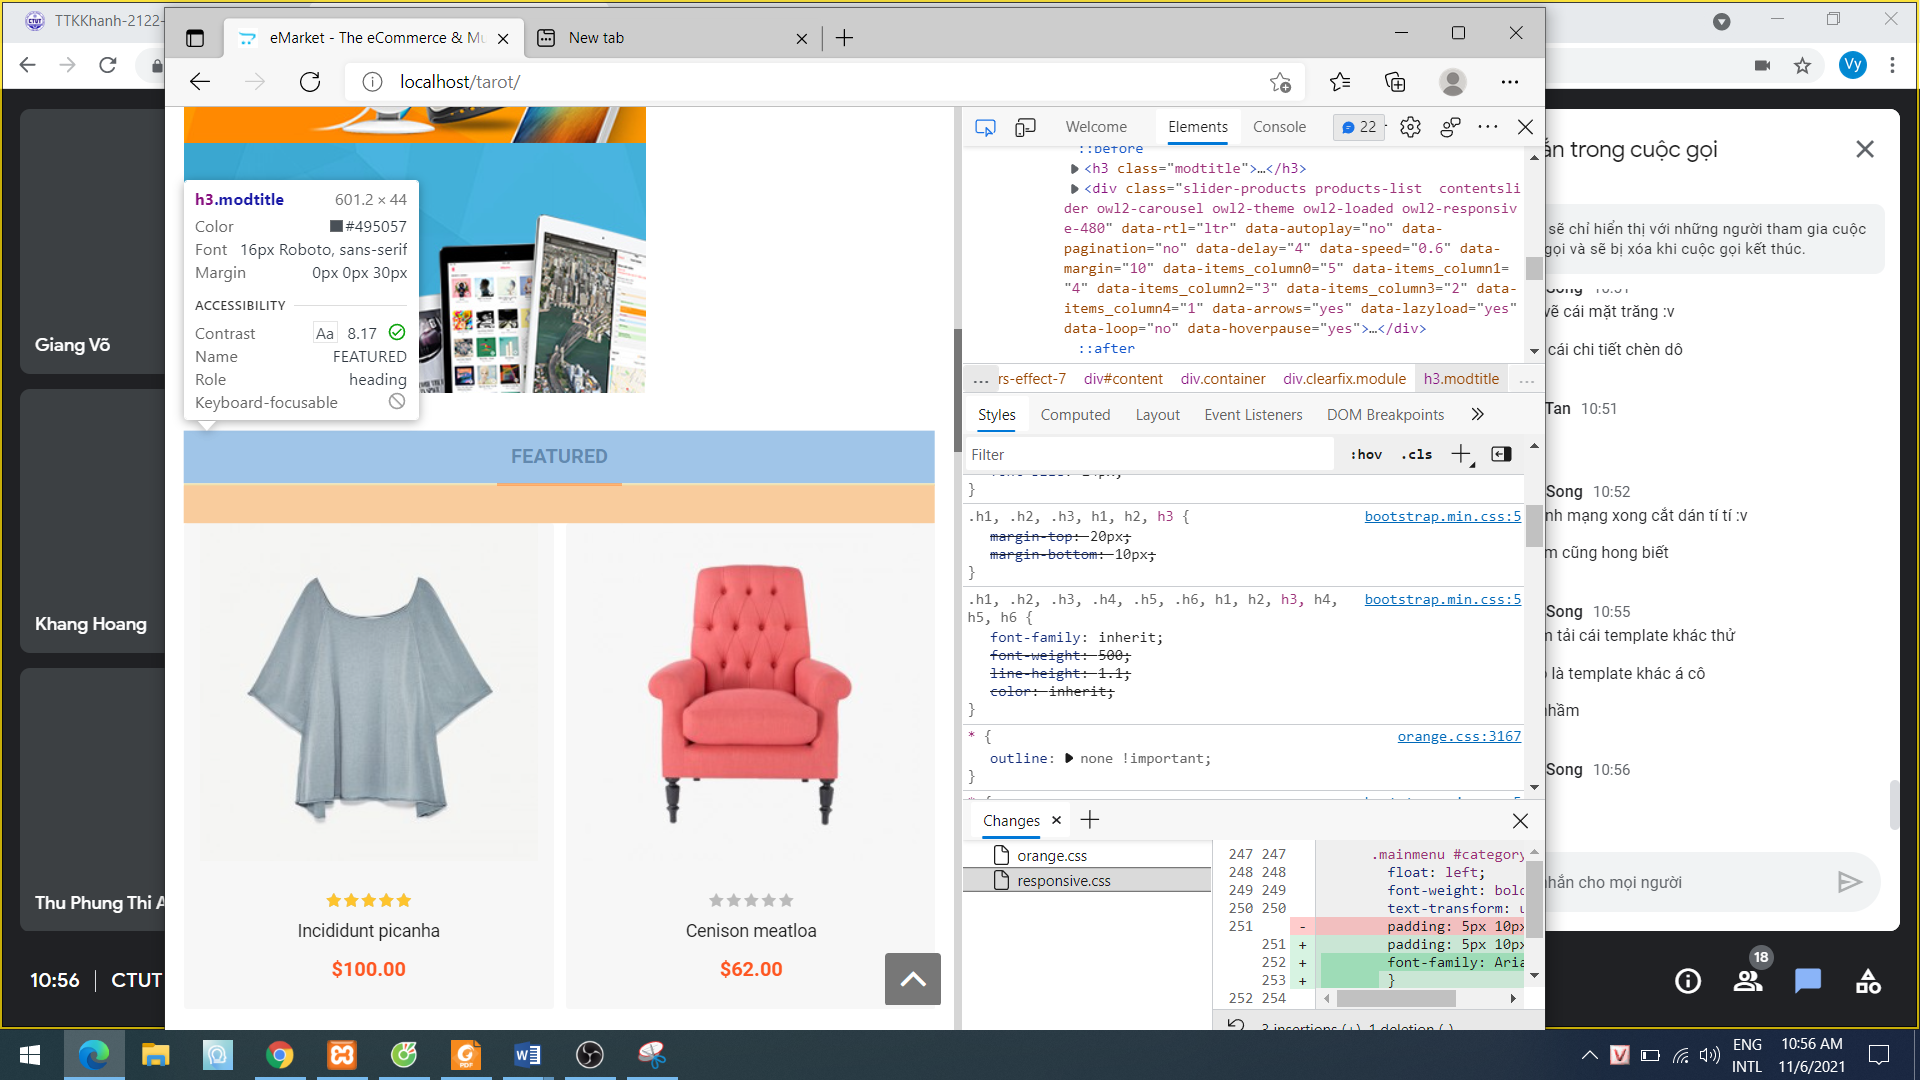 TTKKhanh-2122-
eMarket - The eCommerce & Mu
New tab
localhost/tarot/
Vy
h3.modtitle 601.2 × 44
Color #495057
Font 16px Roboto, sans-serif
Margin 0px 0px 30px
ACCESSIBILITY
Contrast Aa 8.17
Name FEATURED
Role heading
Keyboard-focusable
FEATURED
Incididunt picanha
$100.00
Cenison meatloa
$62.00
Giang Võ
Khang Hoang
Thu Phung Thi A
10:56 CTUT
Welcome Elements Console 22
::before
<h3 class="modtitle">…</h3>
<div class="slider-products products-list contentsli
der owl2-carousel owl2-theme owl2-loaded owl2-responsiv
e-480" data-rtl="ltr" data-autoplay="no" data-
pagination="no" data-delay="4" data-speed="0.6" data-
margin="10" data-items_column0="5" data-items_column1=
"4" data-items_column2="3" data-items_column3="2" data-
items_column4="1" data-arrows="yes" data-lazyload="yes"
data-loop="no" data-hoverpause="yes">…</div>
::after
... rs-effect-7 div#content div.container div.clearfix.module h3.modtitle ...
Styles Computed Layout Event Listeners DOM Breakpoints
Filter :hov .cls
}
.h1, .h2, .h3, h1, h2, h3 { bootstrap.min.css:5
margin-top: 20px;
margin-bottom: 10px;
}
.h1, .h2, .h3, .h4, .h5, .h6, h1, h2, h3, h4, bootstrap.min.css:5
h5, h6 {
font-family: inherit;
font-weight: 500;
line-height: 1.1;
color: inherit;
}
* { orange.css:3167
outline: none !important;
}
Changes
orange.css
responsive.css
247 247 .mainmenu #category
248 248 float: left;
249 249 font-weight: bold
250 250 text-transform: u
251 - padding: 5px 10px
251 + padding: 5px 10px
252 + font-family: Aria
253 + }
252 254
3 insertions (+), 1 deletion (-)
ắn trong cuộc gọi
sẽ chỉ hiển thị với những người tham gia cuộc
gọi và sẽ bị xóa khi cuộc gọi kết thúc.
Song 10:51
vẽ cái mặt trăng :v
cái chi tiết chèn dô
Tan 10:51
Song 10:52
nh mạng xong cắt dán tí tí :v
m cũng hong biết
Song 10:55
n tải cái template khác thử
là template khác á cô
nhầm
Song 10:56
nhắn cho mọi người
18
ENG
INTL
10:56 AM
11/6/2021